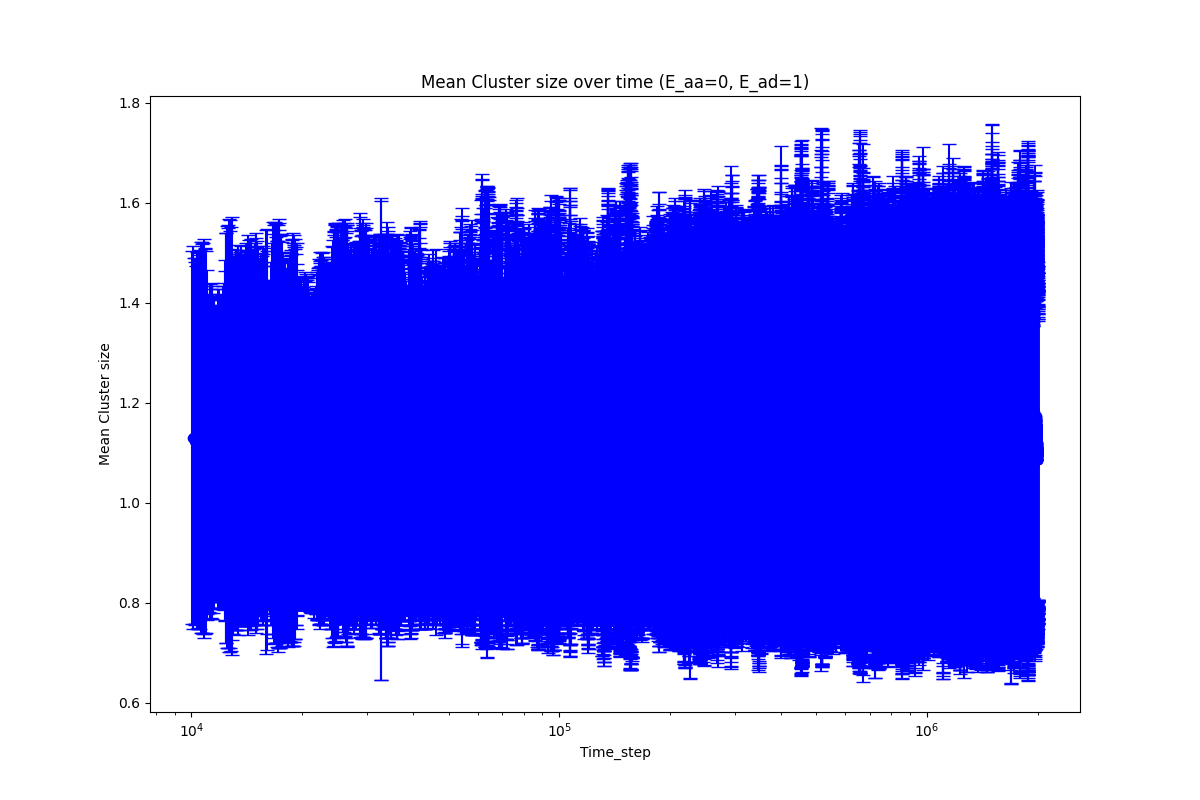 Mean Cluster size over time (E_aa=0, E_ad=1)
1.8
1.6
1.4
1.2
1.0
0.8
0.6
Mean Cluster size
10⁴ 10⁵ 10⁶
Time_step